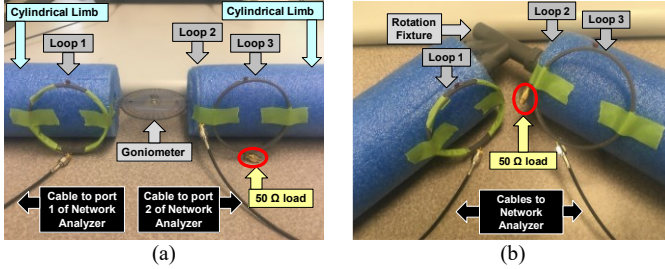 Cylindrical Limb
Cylindrical Limb
Loop 1
Loop 2
Loop 3
Goniometer
50 Ω load
Cable to port
1 of Network
Analyzer
Cable to port
2 of Network
Analyzer
(a)
Rotation
Fixture
Loop 1
Loop 2
Loop 3
50 Ω load
Cables to
Network
Analyzer
(b)